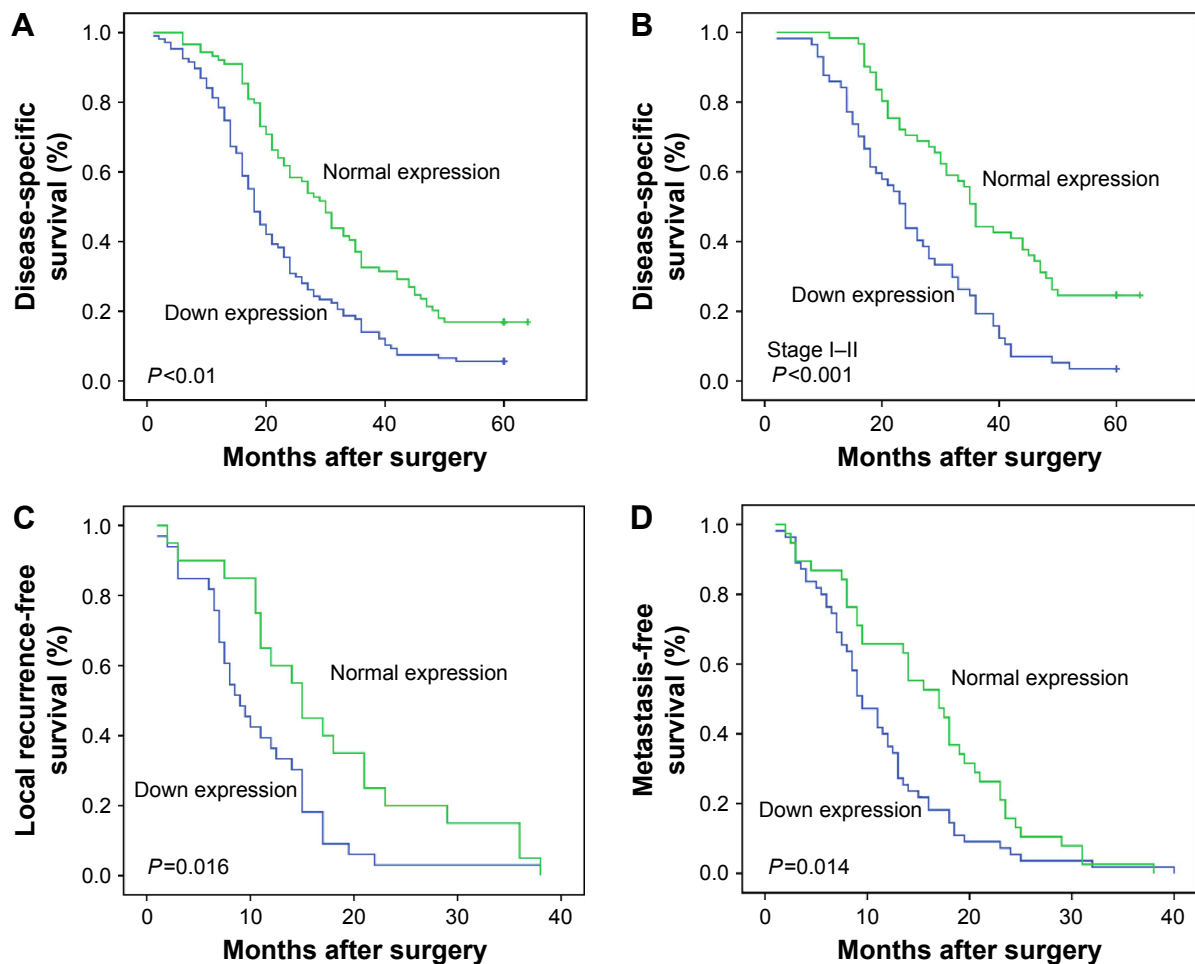 A
Disease-specific
survival (%)
1.0
0.8
0.6
0.4
0.2
0.0
Normal expression
Down expression
P<0.01
0
20
40
60
Months after surgery
B
Disease-specific
survival (%)
1.0
0.8
0.6
0.4
0.2
0.0
Normal expression
Down expression
Stage I–II
P<0.001
0
20
40
60
Months after surgery
C
Local recurrence-free
survival (%)
1.0
0.8
0.6
0.4
0.2
0.0
Normal expression
Down expression
P=0.016
0
10
20
30
40
Months after surgery
D
Metastasis-free
survival (%)
1.0
0.8
0.6
0.4
0.2
0.0
Normal expression
Down expression
P=0.014
0
10
20
30
40
Months after surgery